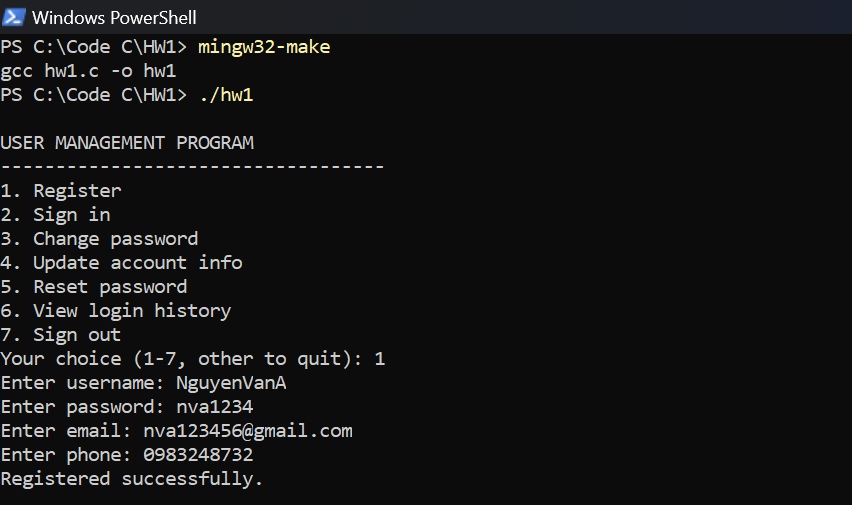 Windows PowerShell
PS C:\Code C\HW1> mingw32-make
gcc hw1.c -o hw1
PS C:\Code C\HW1> ./hw1
USER MANAGEMENT PROGRAM
-----------------------------------
1. Register
2. Sign in
3. Change password
4. Update account info
5. Reset password
6. View login history
7. Sign out
Your choice (1-7, other to quit): 1
Enter username: NguyenVanA
Enter password: nva1234
Enter email: nva123456@gmail.com
Enter phone: 0983248732
Registered successfully.